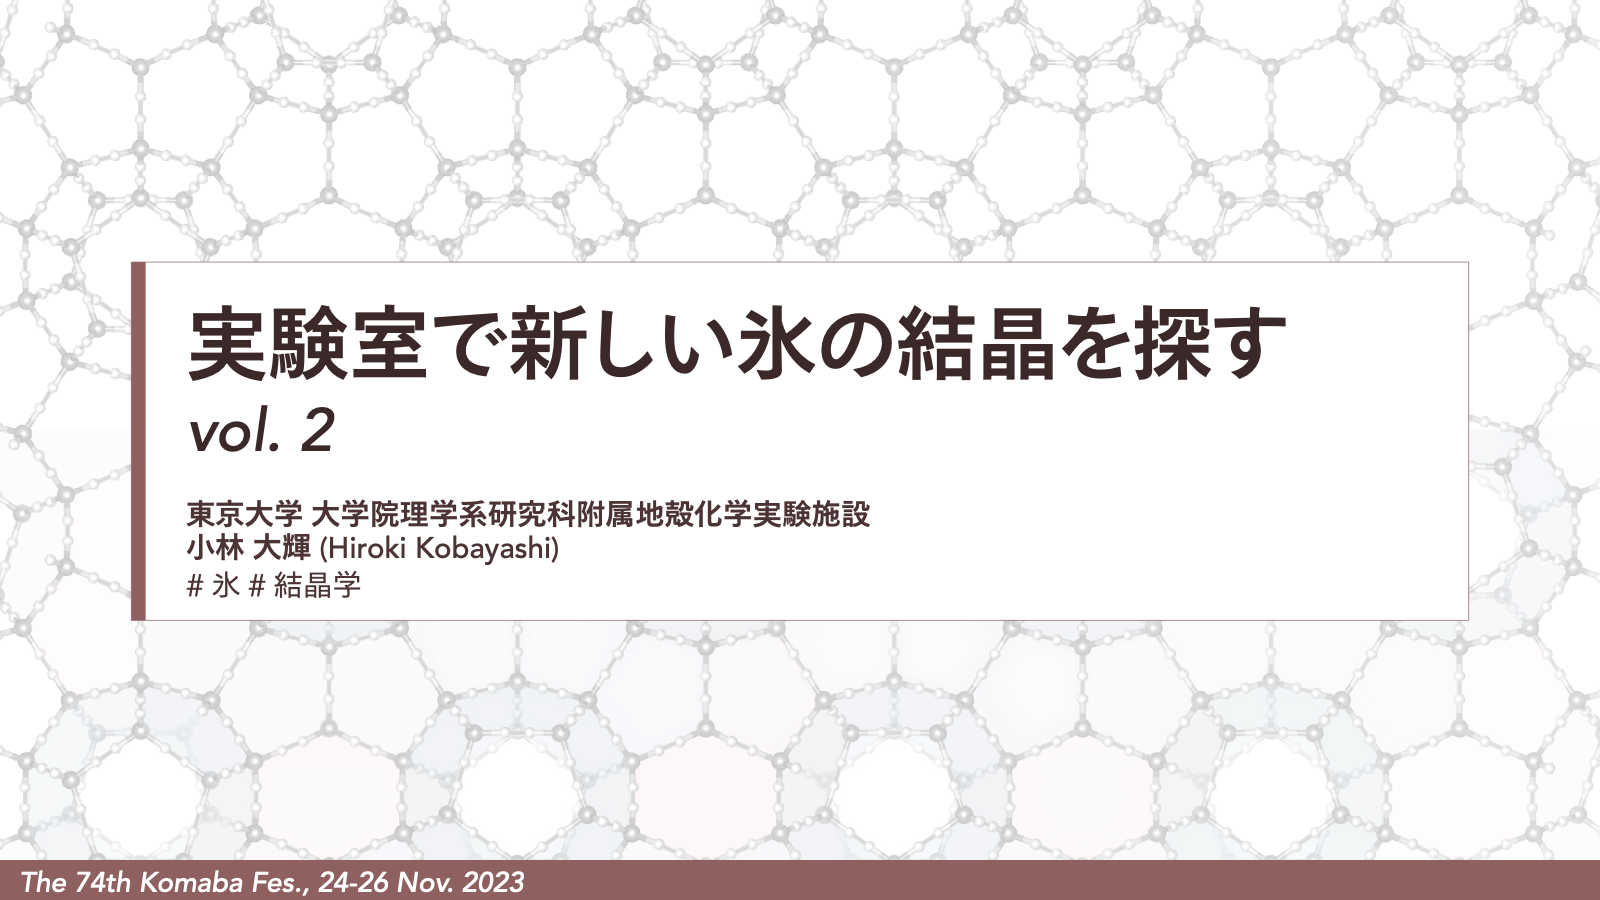 実験室で新しい氷の結晶を探す
vol. 2
東京大学 大学院理学系研究科附属地殻化学実験施設
小林 大輝 (Hiroki Kobayashi)
# 氷 # 結晶学
The 74th Komaba Fes., 24-26 Nov. 2023